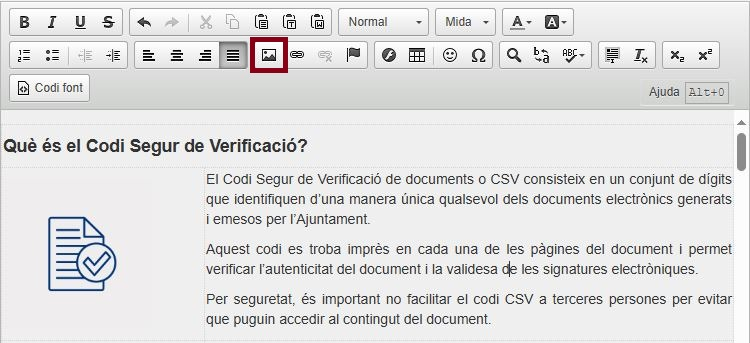 B I U S Normal Mida A A
ABC Ix x₂ x²
Codi font Ajuda Alt+0
Què és el Codi Segur de Verificació?
El Codi Segur de Verificació de documents o CSV consisteix en un conjunt de dígits
que identifiquen d’una manera única qualsevol dels documents electrònics generats
i emesos per l’Ajuntament.
Aquest codi es troba imprès en cada una de les pàgines del document i permet
verificar l’autenticitat del document i la validesa de les signatures electròniques.
Per seguretat, és important no facilitar el codi CSV a terceres persones per evitar
que puguin accedir al contingut del document.